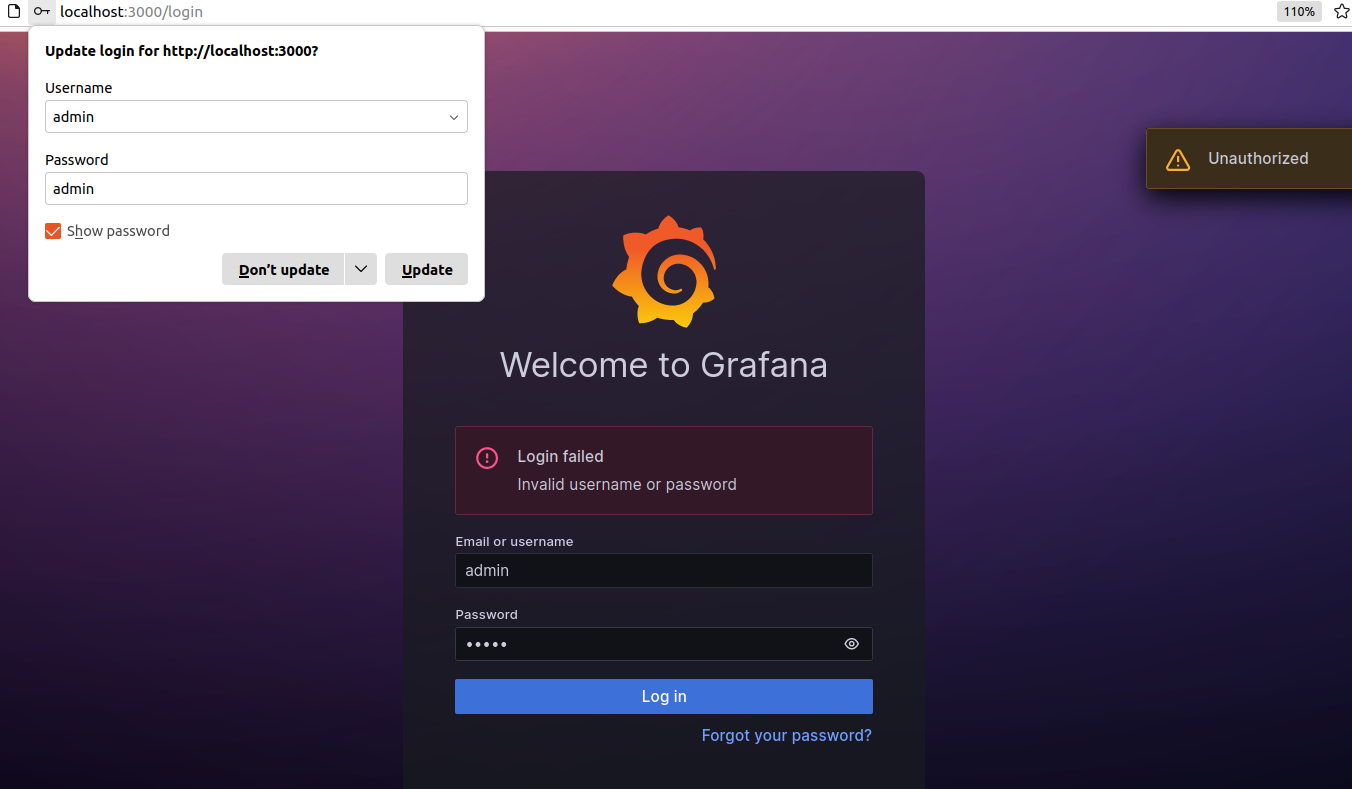 localhost:3000/login
110%
Update login for http://localhost:3000?
Username
admin
Password
admin
Show password
Don't update
Update
Unauthorized
Welcome to Grafana
Login failed
Invalid username or password
Email or username
admin
Password
•••••
Log in
Forgot your password?